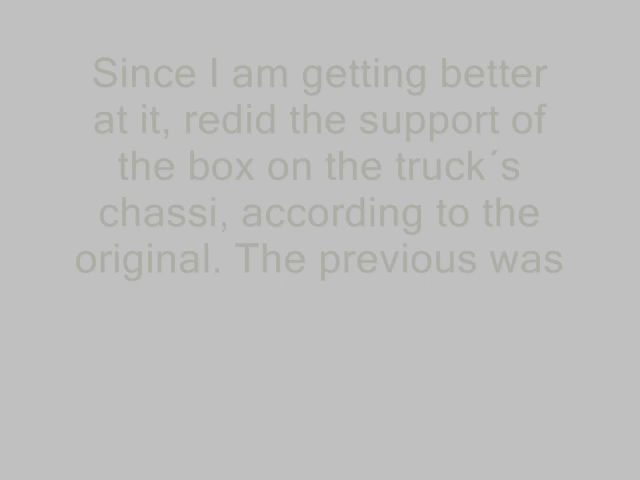 Since I am getting better
at it, redid the support of
the box on the truck´s
chassi, according to the
original. The previous was